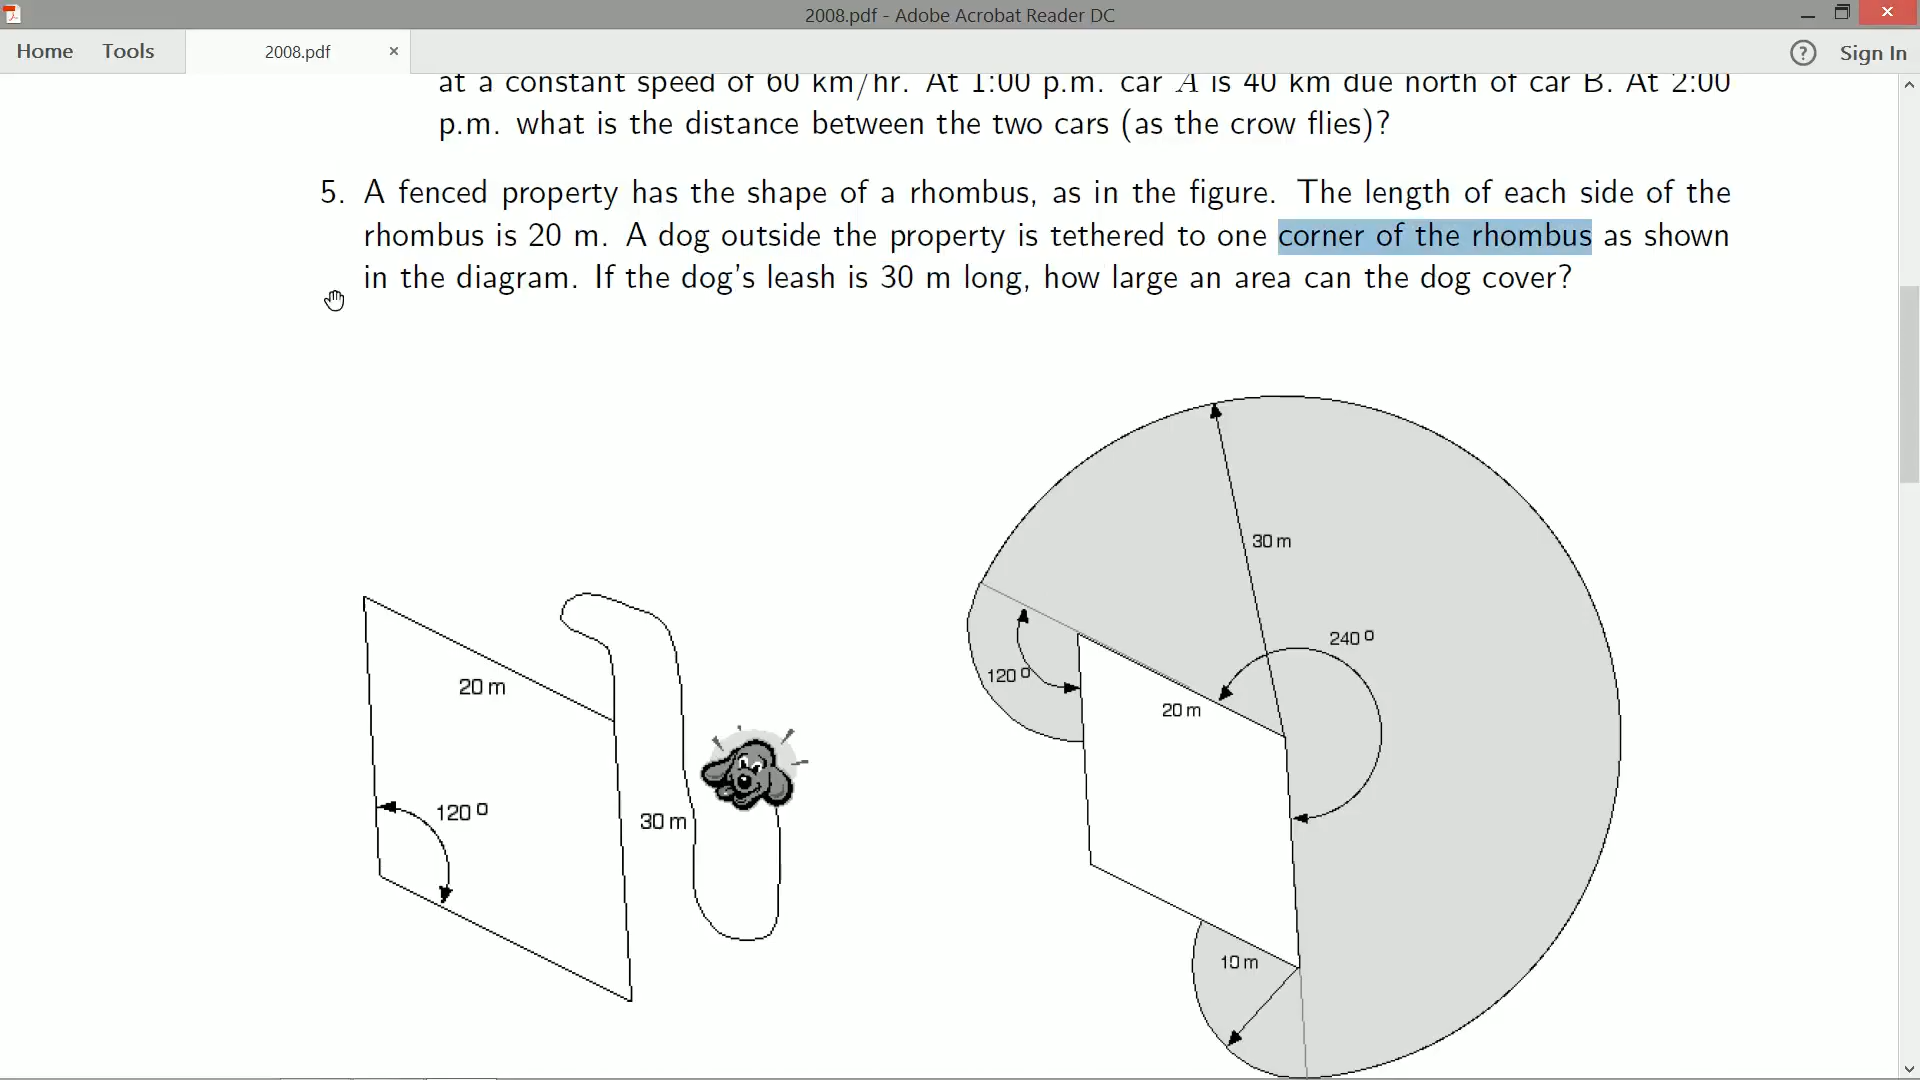 2008.pdf - Adobe Acrobat Reader DC
Home Tools 2008.pdf × ? Sign In
at a constant speed of 60 km/hr. At 1:00 p.m. car A is 40 km due north of car B. At 2:00
p.m. what is the distance between the two cars (as the crow flies)?
5. A fenced property has the shape of a rhombus, as in the figure. The length of each side of the
rhombus is 20 m. A dog outside the property is tethered to one corner of the rhombus as shown
in the diagram. If the dog's leash is 30 m long, how large an area can the dog cover?
20 m
120 º
30 m
30 m
240 º
120 º
20 m
10 m